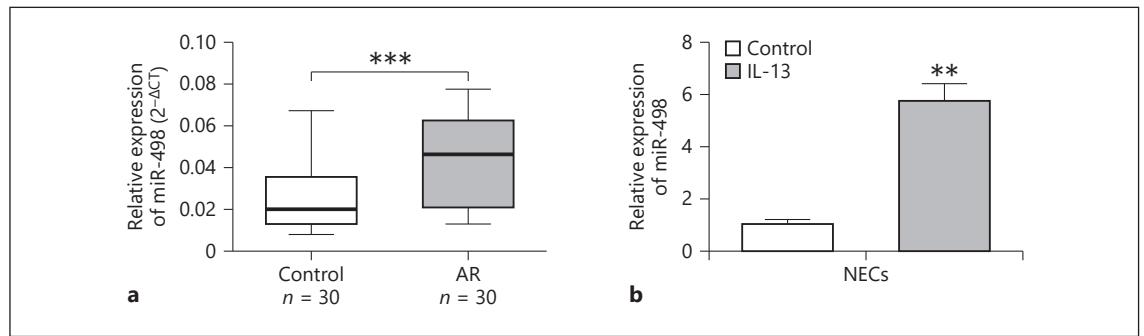 Relative expression
of miR-498 (2–ΔCT)
0.10
0.08
0.06
0.04
0.02
0
***
Control
n = 30
AR
n = 30
a
Relative expression
of miR-498
8
6
4
2
0
Control
IL-13
**
NECs
b